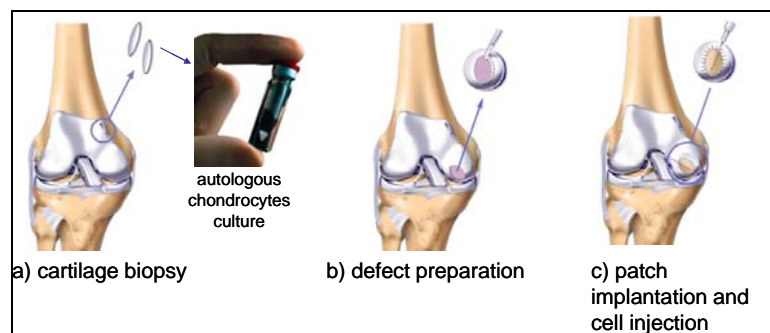 autologous
chondrocytes
culture
a) cartilage biopsy
b) defect preparation
c) patch
implantation and
cell injection